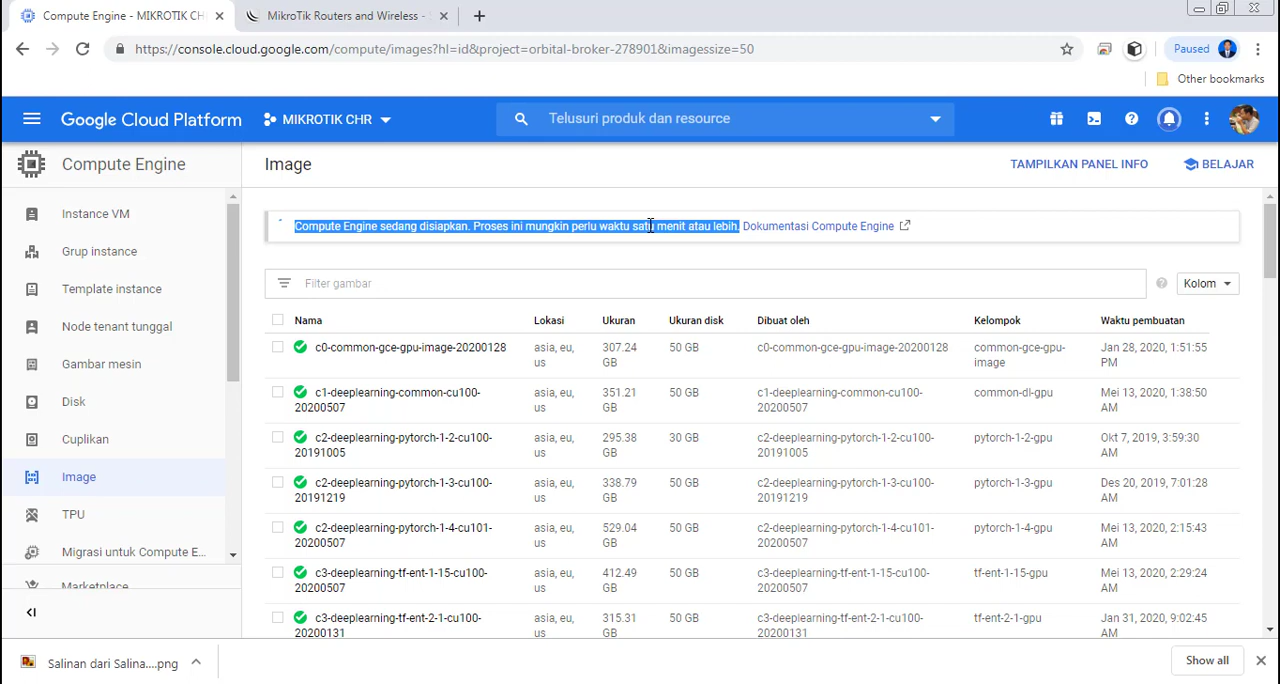 Compute Engine - MIKROTIK CH
MikroTik Routers and Wireless -
https://console.cloud.google.com/compute/images?hl=id&project=orbital-broker-278901&imagessize=50
Paused
Other bookmarks
Google Cloud Platform
MIKROTIK CHR
Telusuri produk dan resource
Compute Engine
Image
TAMPILKAN PANEL INFO
BELAJAR
Instance VM
Grup instance
Template instance
Node tenant tunggal
Gambar mesin
Disk
Cuplikan
Image
TPU
Migrasi untuk Compute E...
Marketplace
Compute Engine sedang disiapkan. Proses ini mungkin perlu waktu satu menit atau lebih. Dokumentasi Compute Engine
Filter gambar
Kolom
Nama Lokasi Ukuran Ukuran disk Dibuat oleh Kelompok Waktu pembuatan
c0-common-gce-gpu-image-20200128 asia, eu, 307.24 50 GB c0-common-gce-gpu-image-20200128 common-gce-gpu- Jan 28, 2020, 1:51:55
us GB image PM
c1-deeplearning-common-cu100- asia, eu, 351.21 50 GB c1-deeplearning-common-cu100- common-dl-gpu Mei 13, 2020, 1:38:50
20200507 us GB 20200507 AM
c2-deeplearning-pytorch-1-2-cu100- asia, eu, 295.38 30 GB c2-deeplearning-pytorch-1-2-cu100- pytorch-1-2-gpu Okt 7, 2019, 3:59:30
20191005 us GB 20191005 AM
c2-deeplearning-pytorch-1-3-cu100- asia, eu, 338.79 50 GB c2-deeplearning-pytorch-1-3-cu100- pytorch-1-3-gpu Des 20, 2019, 7:01:28
20191219 us GB 20191219 AM
c2-deeplearning-pytorch-1-4-cu101- asia, eu, 529.04 50 GB c2-deeplearning-pytorch-1-4-cu101- pytorch-1-4-gpu Mei 13, 2020, 2:15:43
20200507 us GB 20200507 AM
c3-deeplearning-tf-ent-1-15-cu100- asia, eu, 412.49 50 GB c3-deeplearning-tf-ent-1-15-cu100- tf-ent-1-15-gpu Mei 13, 2020, 2:29:24
20200507 us GB 20200507 AM
c3-deeplearning-tf-ent-2-1-cu100- asia, eu, 315.31 50 GB c3-deeplearning-tf-ent-2-1-cu100- tf-ent-2-1-gpu Jan 31, 2020, 9:02:45
20200131 us GB 20200131 AM
Salinan dari Salina....png
Show all